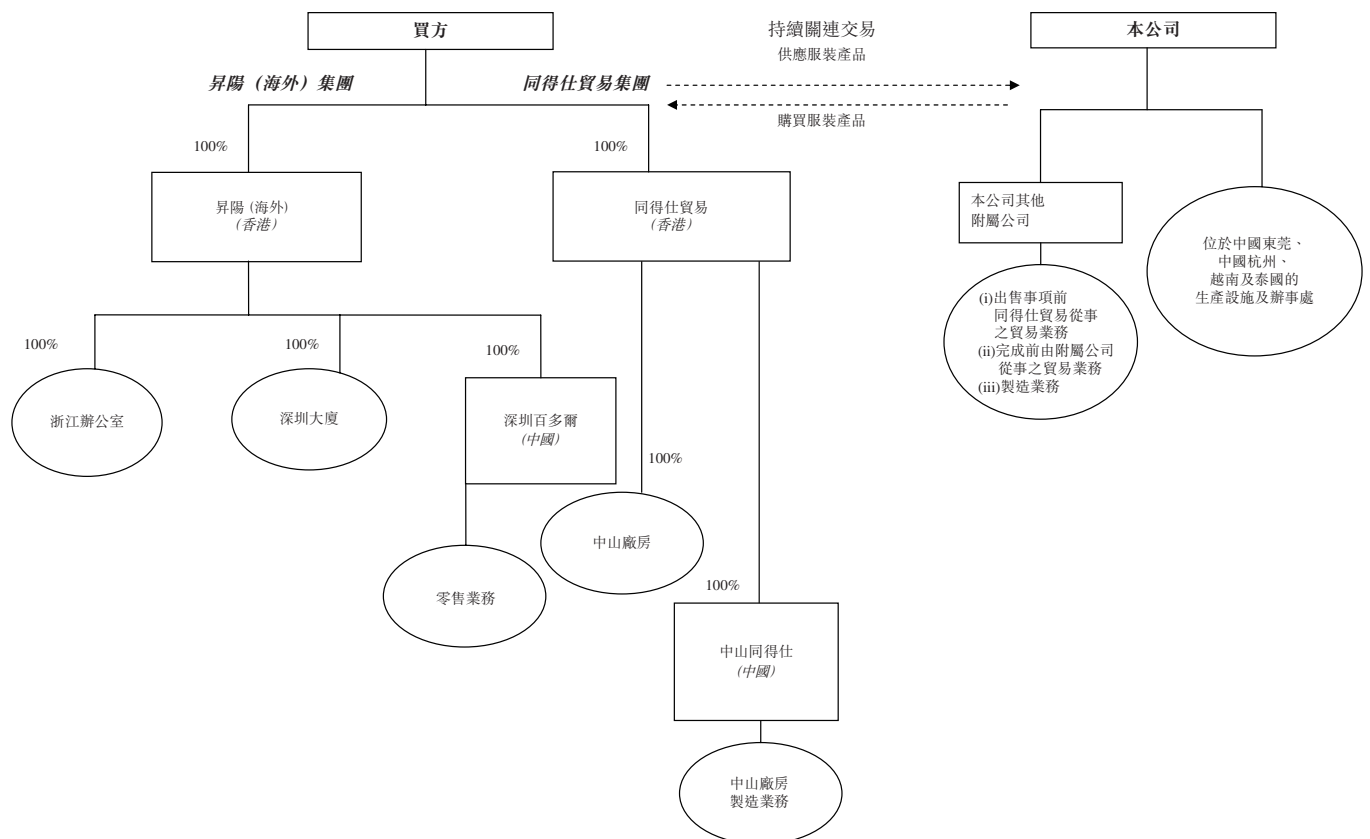 買方
持續關連交易
供應服裝產品
本公司
昇陽（海外）集團
同得仕貿易集團
購買服裝產品
100%
100%
昇陽 (海外)
(香港)
同得仕貿易
(香港)
本公司其他
附屬公司
位於中國東莞、
中國杭州、
越南及泰國的
生產設施及辦事處
(i)出售事項前
同得仕貿易從事
之貿易業務
(ii)完成前由附屬公司
從事之貿易業務
(iii)製造業務
100%
100%
100%
浙江辦公室
深圳大廈
深圳百多爾
(中國)
100%
中山廠房
零售業務
100%
中山同得仕
(中國)
中山廠房
製造業務